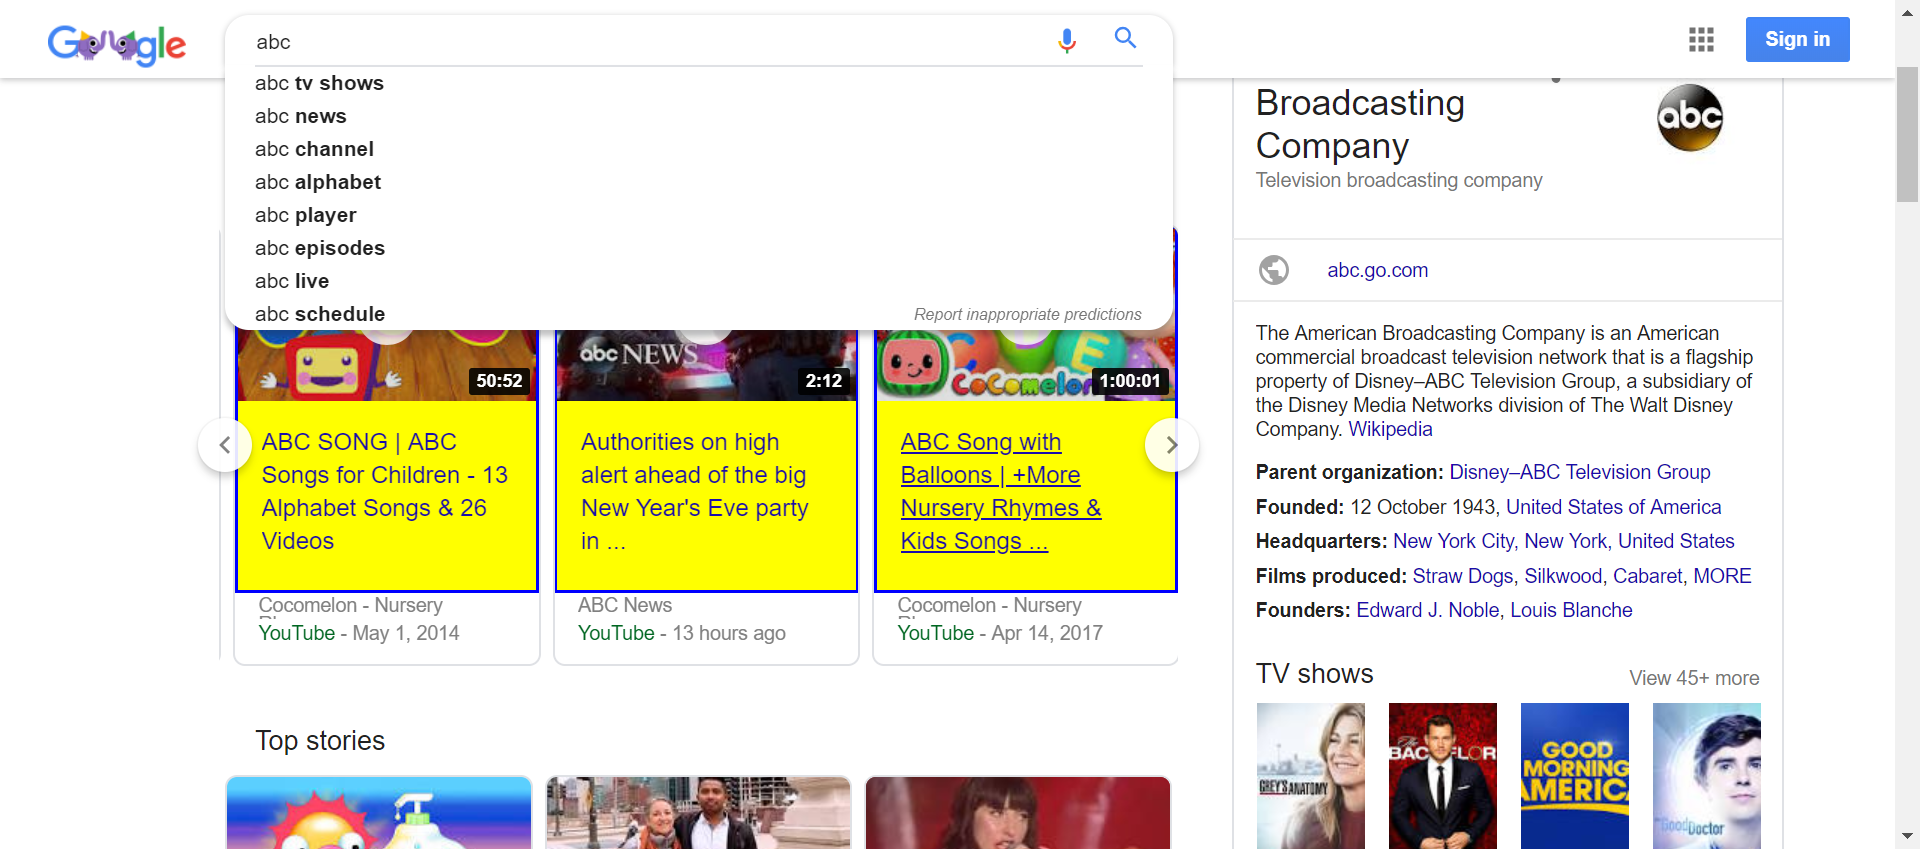 Google
abc
Sign in
abc tv shows
abc news
abc channel
abc alphabet
abc player
abc episodes
abc live
abc schedule
Report inappropriate predictions
abc NEWS
CoComelon
50:52
2:12
1:00:01
ABC SONG | ABC
Songs for Children - 13
Alphabet Songs & 26
Videos
Cocomelon - Nursery
YouTube - May 1, 2014
Authorities on high
alert ahead of the big
New Year's Eve party
in ...
ABC News
YouTube - 13 hours ago
ABC Song with
Balloons | +More
Nursery Rhymes &
Kids Songs ...
Cocomelon - Nursery
YouTube - Apr 14, 2017
Top stories
Broadcasting
Company
Television broadcasting company
abc
abc.go.com
The American Broadcasting Company is an American
commercial broadcast television network that is a flagship
property of Disney–ABC Television Group, a subsidiary of
the Disney Media Networks division of The Walt Disney
Company. Wikipedia
Parent organization: Disney–ABC Television Group
Founded: 12 October 1943, United States of America
Headquarters: New York City, New York, United States
Films produced: Straw Dogs, Silkwood, Cabaret, MORE
Founders: Edward J. Noble, Louis Blanche
TV shows
View 45+ more
GREY'S ANATOMY
The
BACHELOR
GOOD
MORNING
AMERICA
the Good Doctor